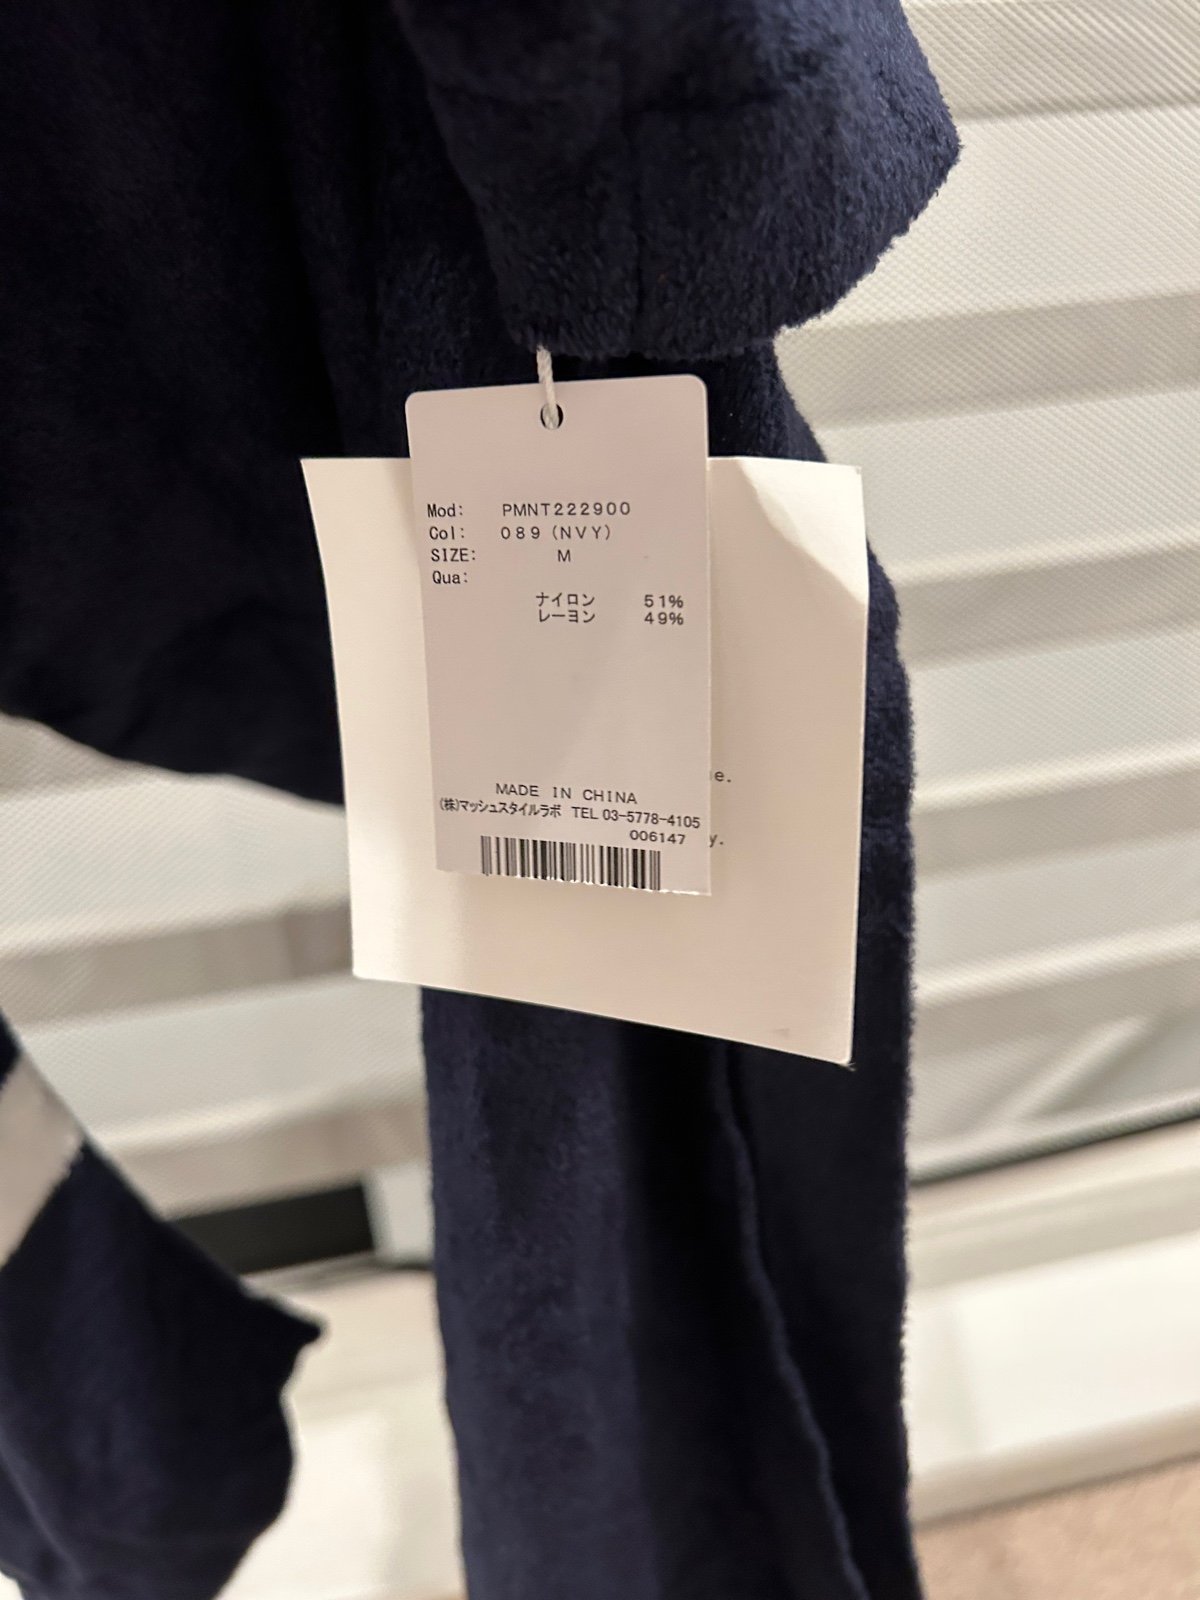 Mod: PMNT222900
Col: 089 (NVY)
SIZE: M
Qua:
ナイロン 51%
レーヨン 49%
MADE IN CHINA
(株)マッシュスタイルラボ TEL 03-5778-4105
006147